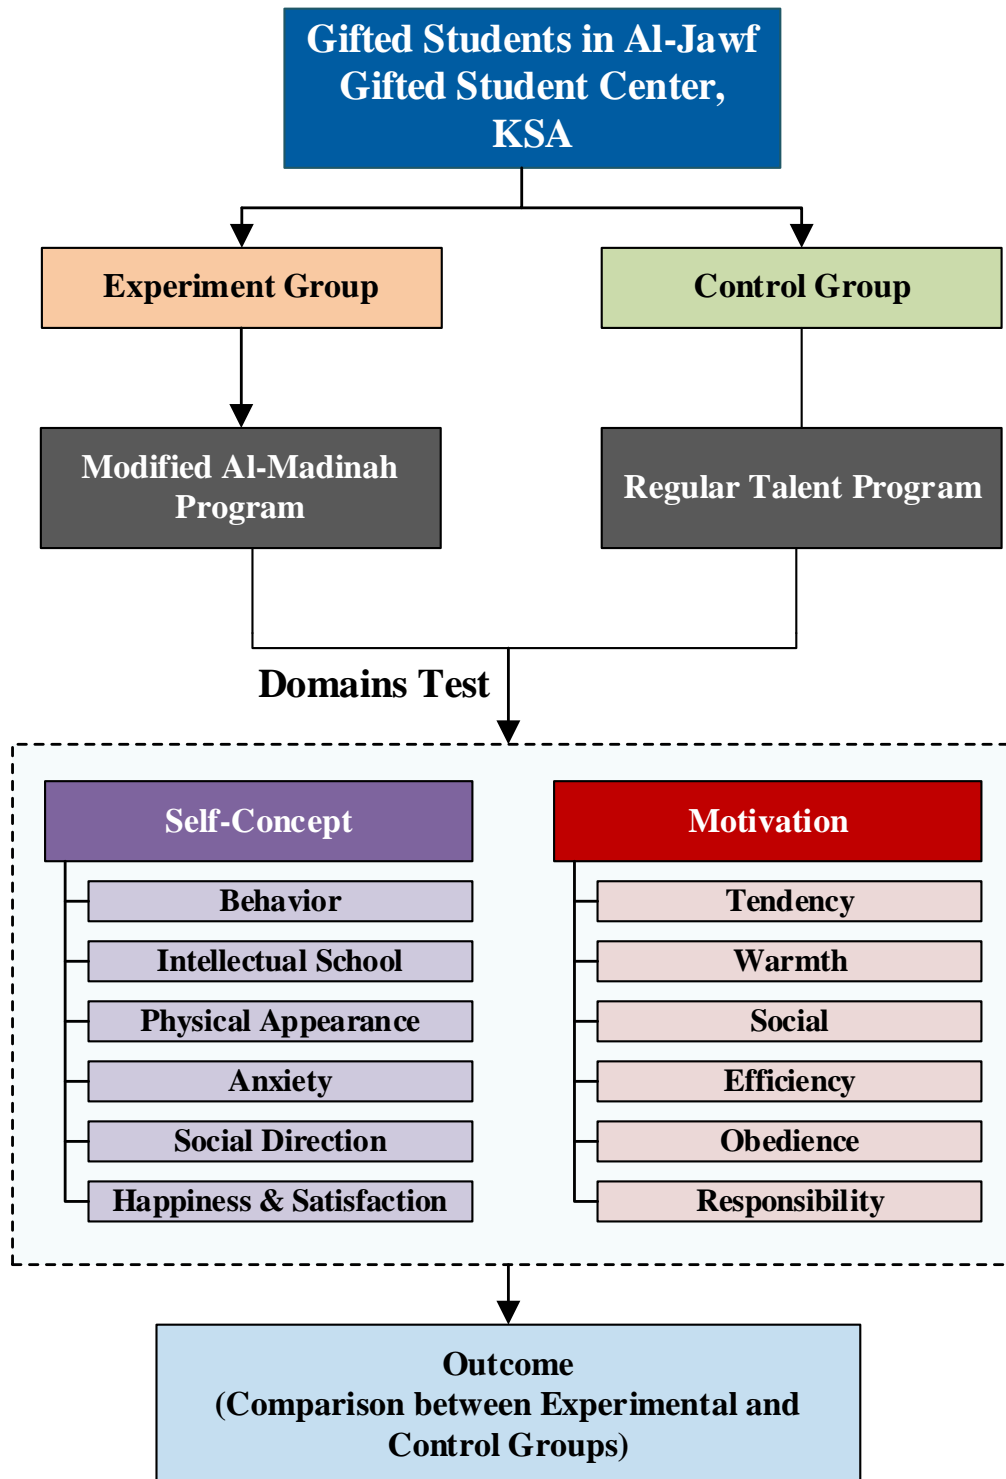 Gifted Students in Al-Jawf
Gifted Student Center,
KSA
Experiment Group
Control Group
Modified Al-Madinah
Program
Regular Talent Program
Domains Test
Self-Concept
Behavior
Intellectual School
Physical Appearance
Anxiety
Social Direction
Happiness & Satisfaction
Motivation
Tendency
Warmth
Social
Efficiency
Obedience
Responsibility
Outcome
(Comparison between Experimental and
Control Groups)